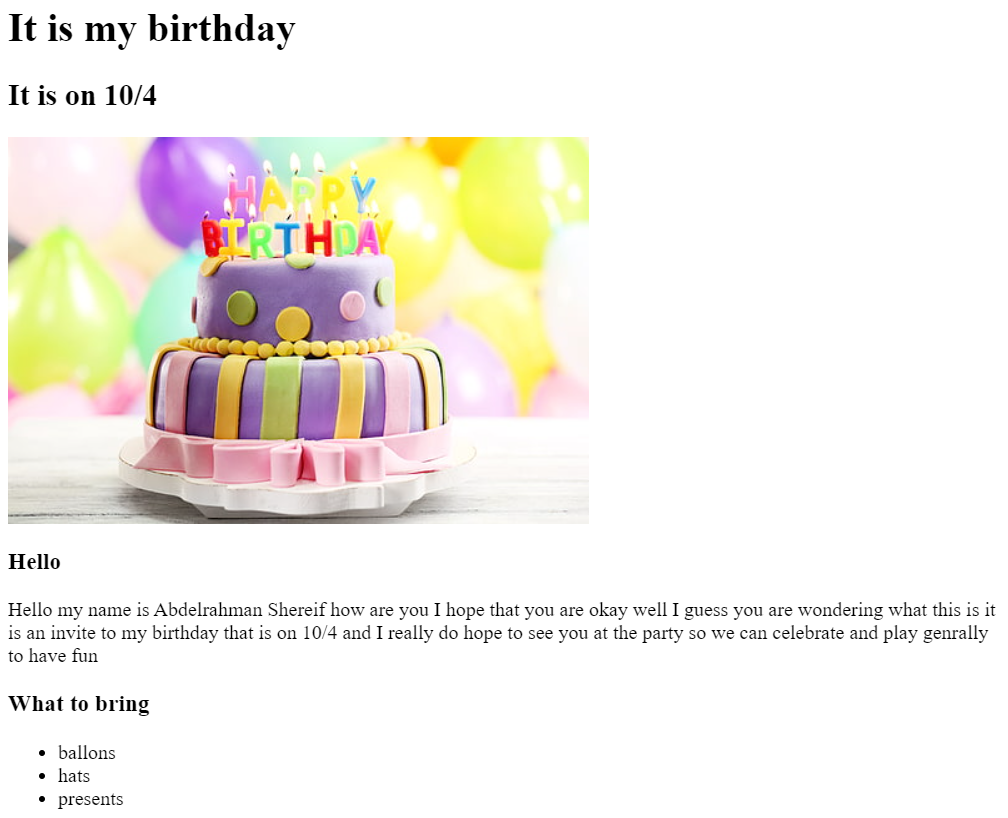 It is my birthday
It is on 10/4
HAPPY
BIRTHDAY
Hello
Hello my name is Abdelrahman Shereif how are you I hope that you are okay well I guess you are wondering what this is it
is an invite to my birthday that is on 10/4 and I really do hope to see you at the party so we can celebrate and play genrally
to have fun
What to bring
ballons
hats
presents